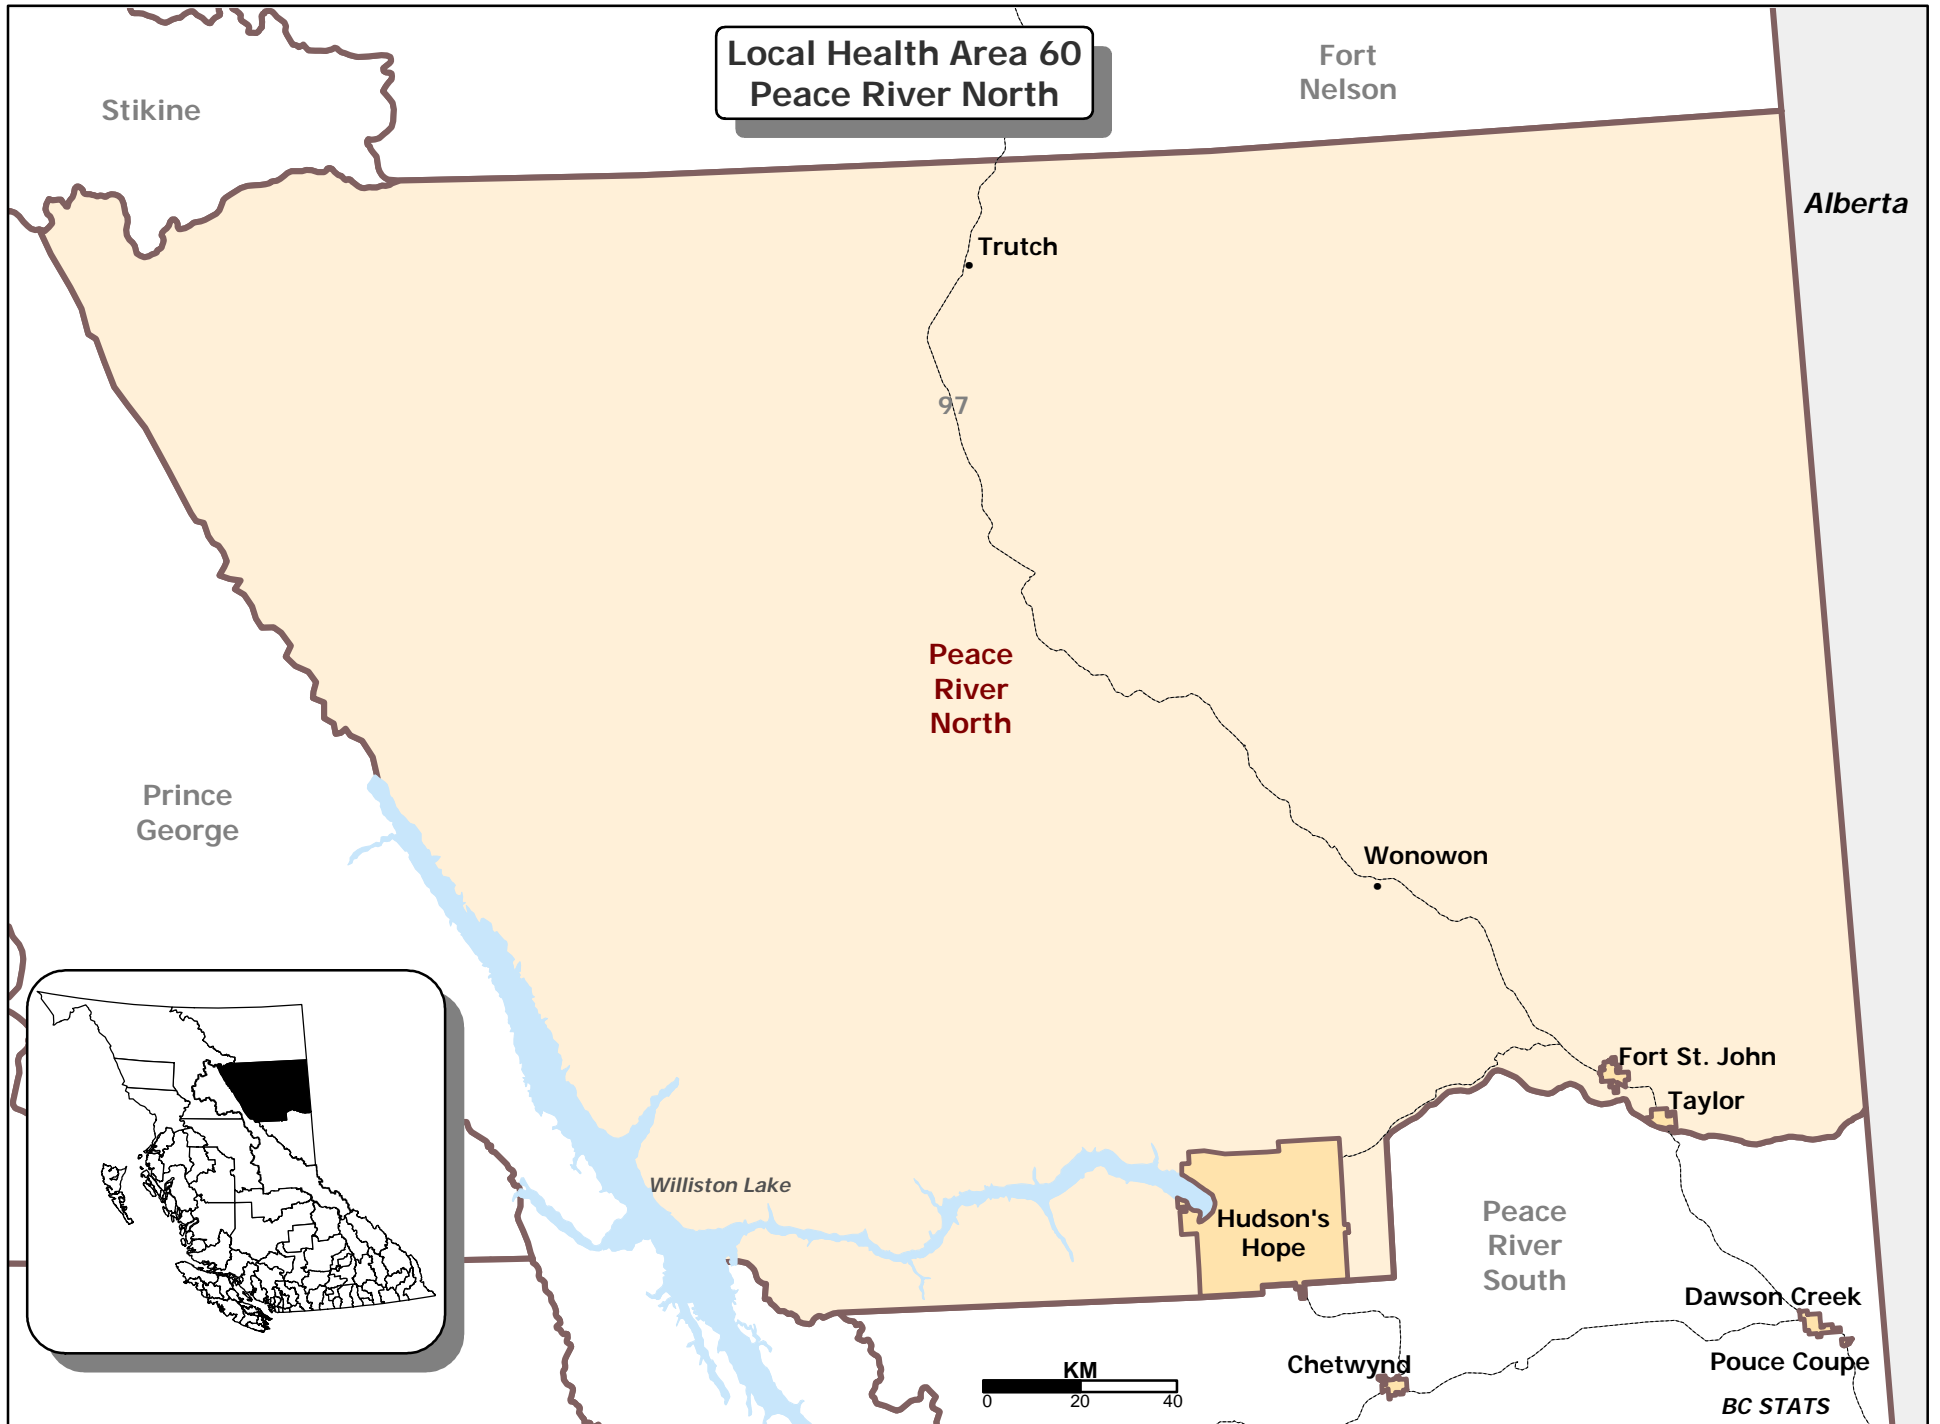 Local Health Area 60
Peace River North
Fort
Nelson
Stikine
Alberta
Trutch
97
Peace
River
North
Prince
George
Wonowon
Fort St. John
Taylor
Williston Lake
Hudson's
Hope
Peace
River
South
Dawson Creek
Chetwynd
Pouce Coupe
KM
0 20 40
BC STATS